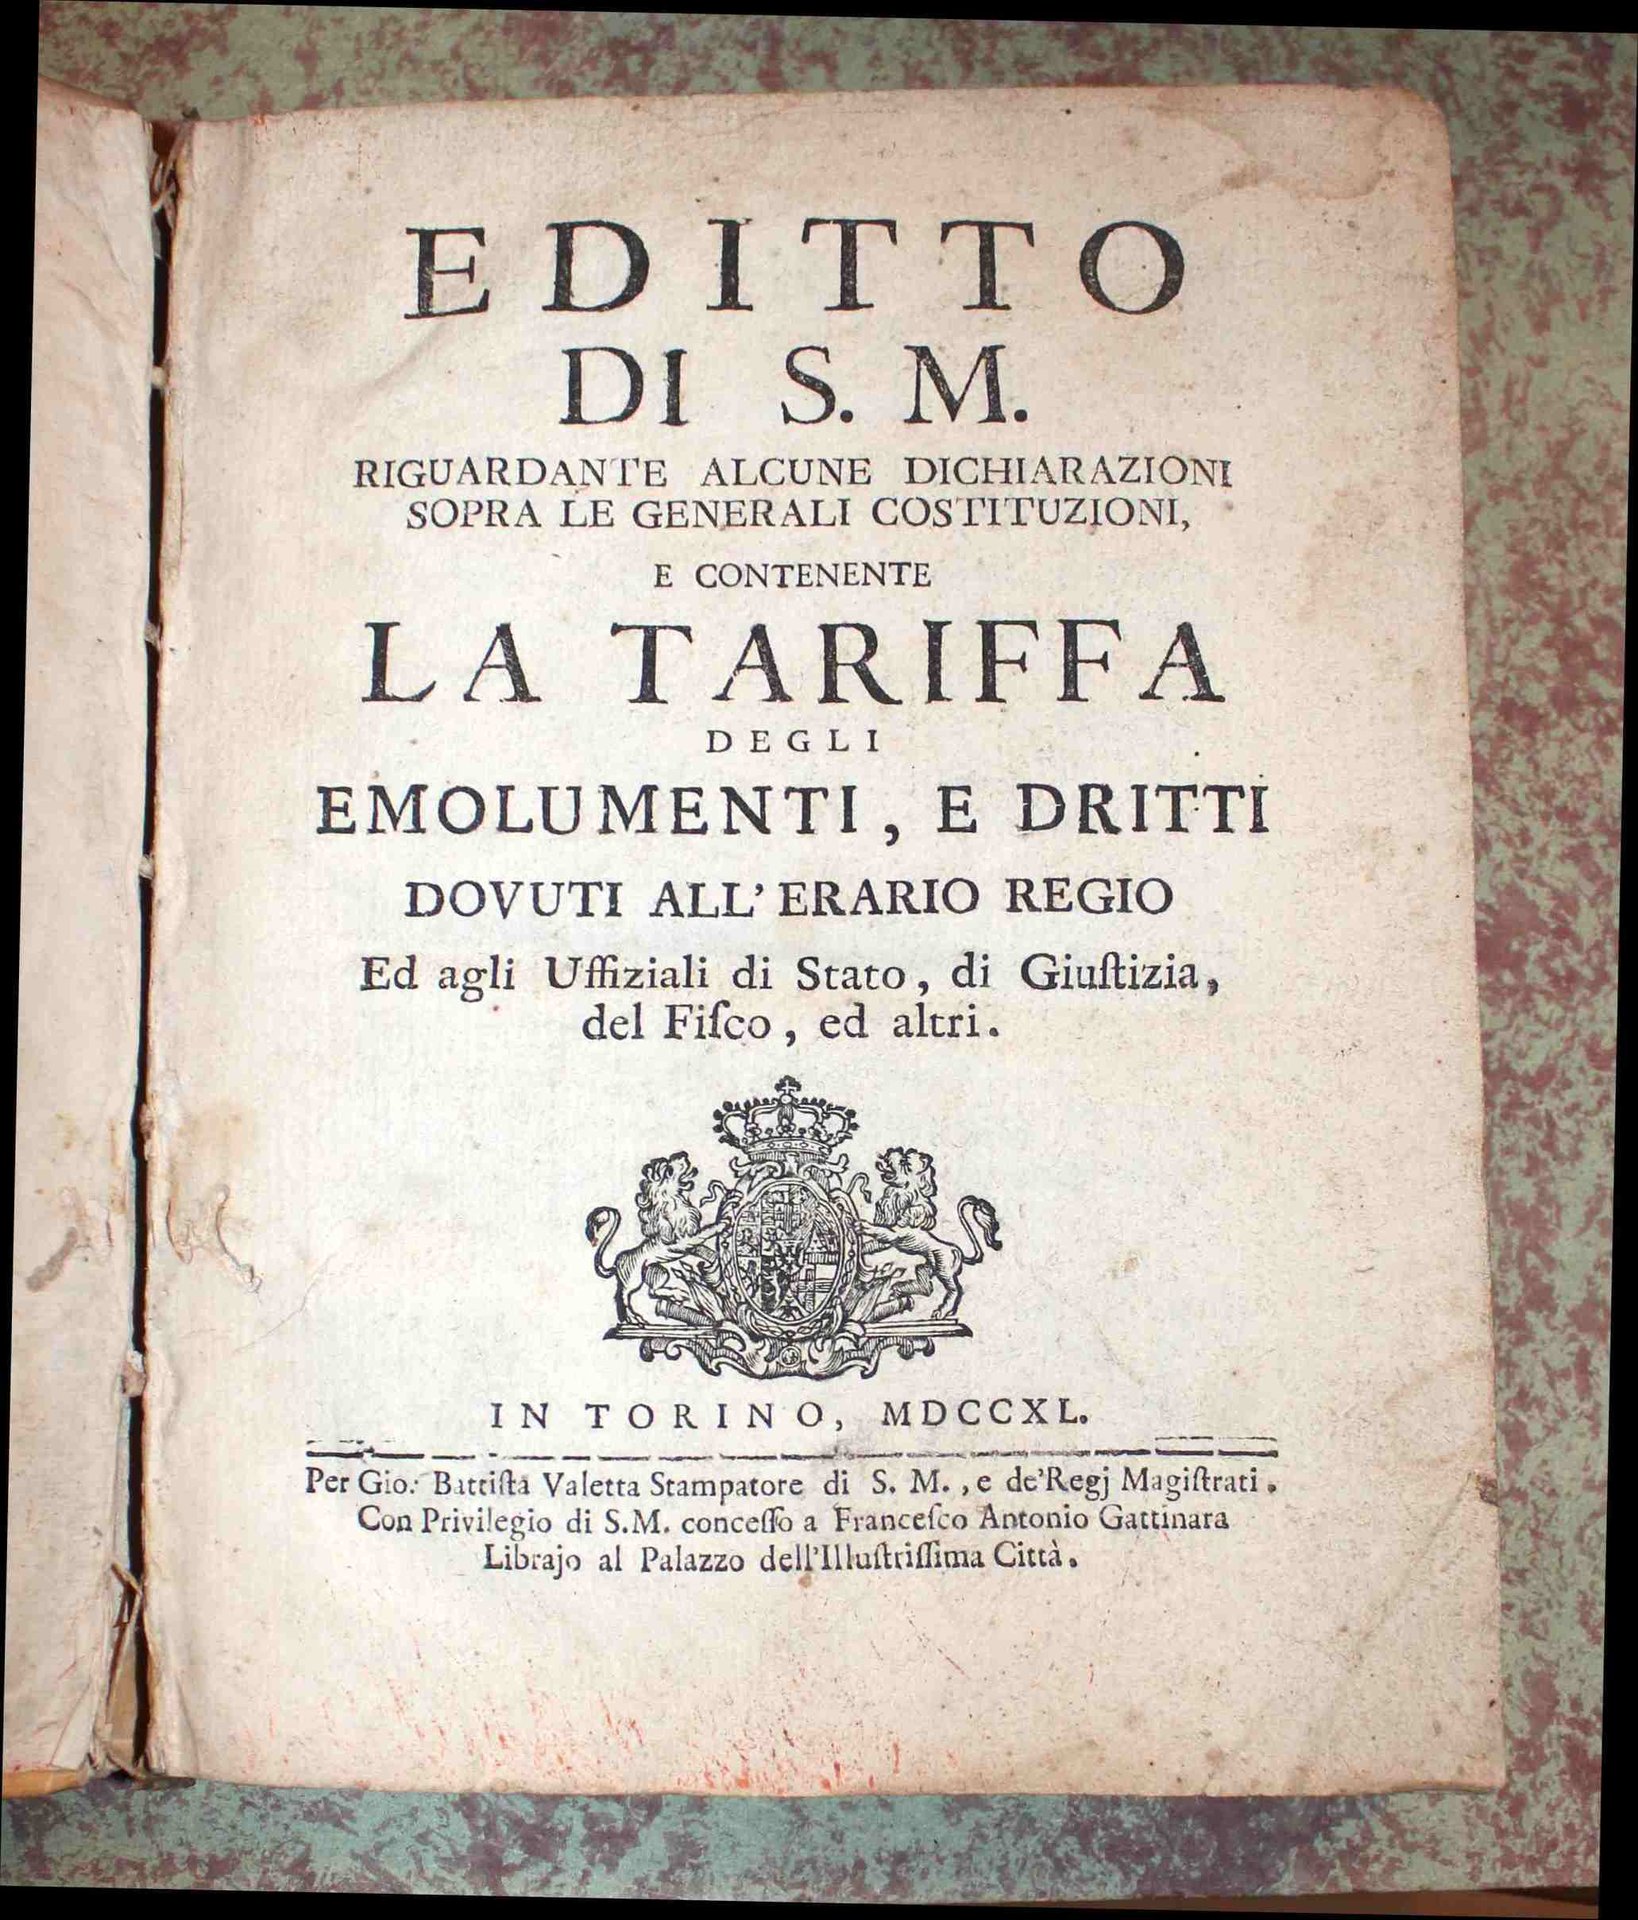 EDITTO
DI S. M.
RIGUARDANTE ALCUNE DICHIARAZIONI
SOPRA LE GENERALI COSTITUZIONI,
E CONTENENTE
LA TARIFFA
DEGLI
EMOLUMENTI, E DRITTI
DOVUTI ALL'ERARIO REGIO
Ed agli Uffiziali di Stato, di Giuſtizia,
del Fiſco, ed altri.
IN TORINO, MDCCXL.
Per Gio: Battiſta Valetta Stampatore di S. M., e de'Regj Magiſtrati.
Con Privilegio di S.M. conceſſo a Franceſco Antonio Gattinara
Librajo al Palazzo dell'Illuſtriſſima Città.